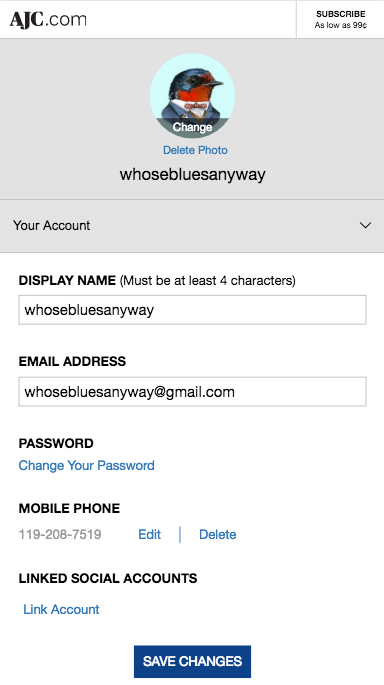 AJC.com
SUBSCRIBE
As low as 99¢
Change
Delete Photo
whosebluesanyway
Your Account
DISPLAY NAME (Must be at least 4 characters)
whosebluesanyway
EMAIL ADDRESS
whosebluesanyway@gmail.com
PASSWORD
Change Your Password
MOBILE PHONE
119-208-7519 Edit | Delete
LINKED SOCIAL ACCOUNTS
Link Account
SAVE CHANGES